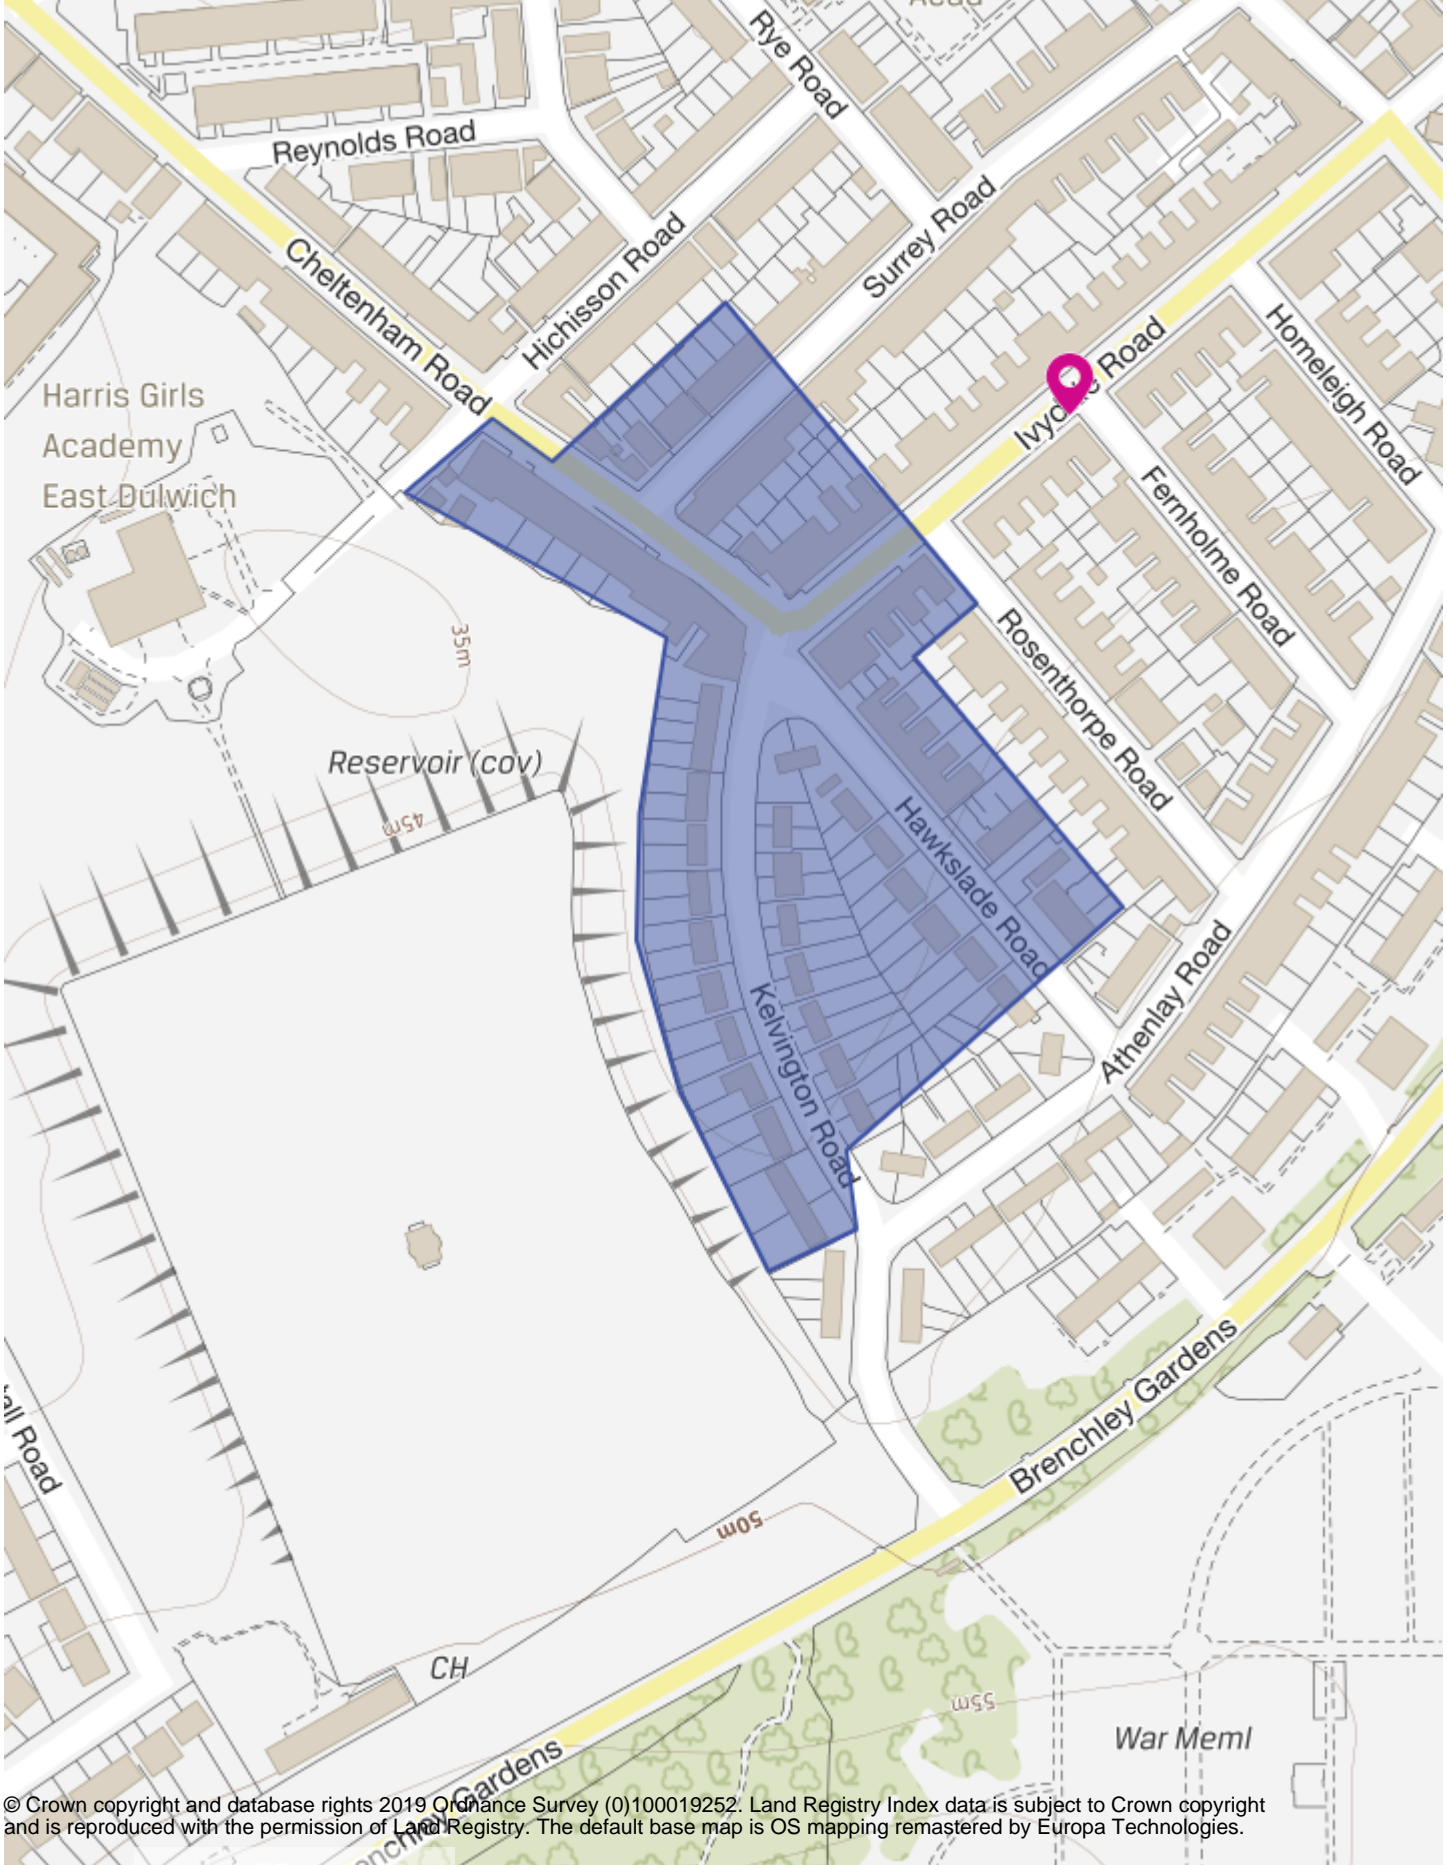 Rye Road
Reynolds Road
Surrey Road
Cheltenham Road
Hichisson Road
Ivyd Road
Homeleigh Road
Harris Girls
Academy
East Dulwich
Fernholme Road
35m
Rosenthorpe Road
Reservoir (cov)
45m
Hawkslade Road
Athenlay Road
Kelvington Road
Brenchley Gardens
Road
50m
CH
55m
War Meml
Gardens
© Crown copyright and database rights 2019 Ordnance Survey (0)100019252. Land Registry Index data is subject to Crown copyright
and is reproduced with the permission of Land Registry. The default base map is OS mapping remastered by Europa Technologies.